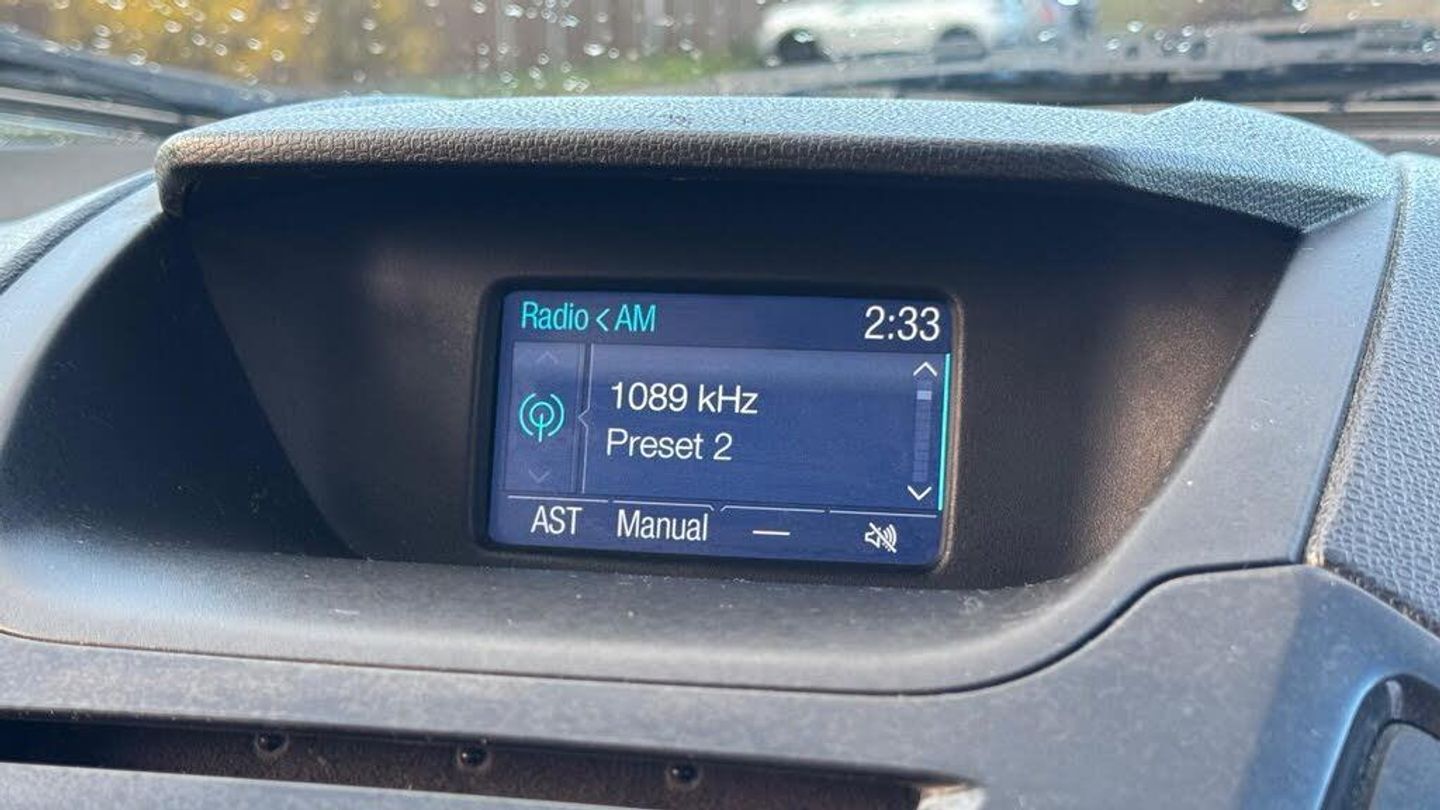 Radio < AM 2:33
1089 kHz
Preset 2
AST Manual —